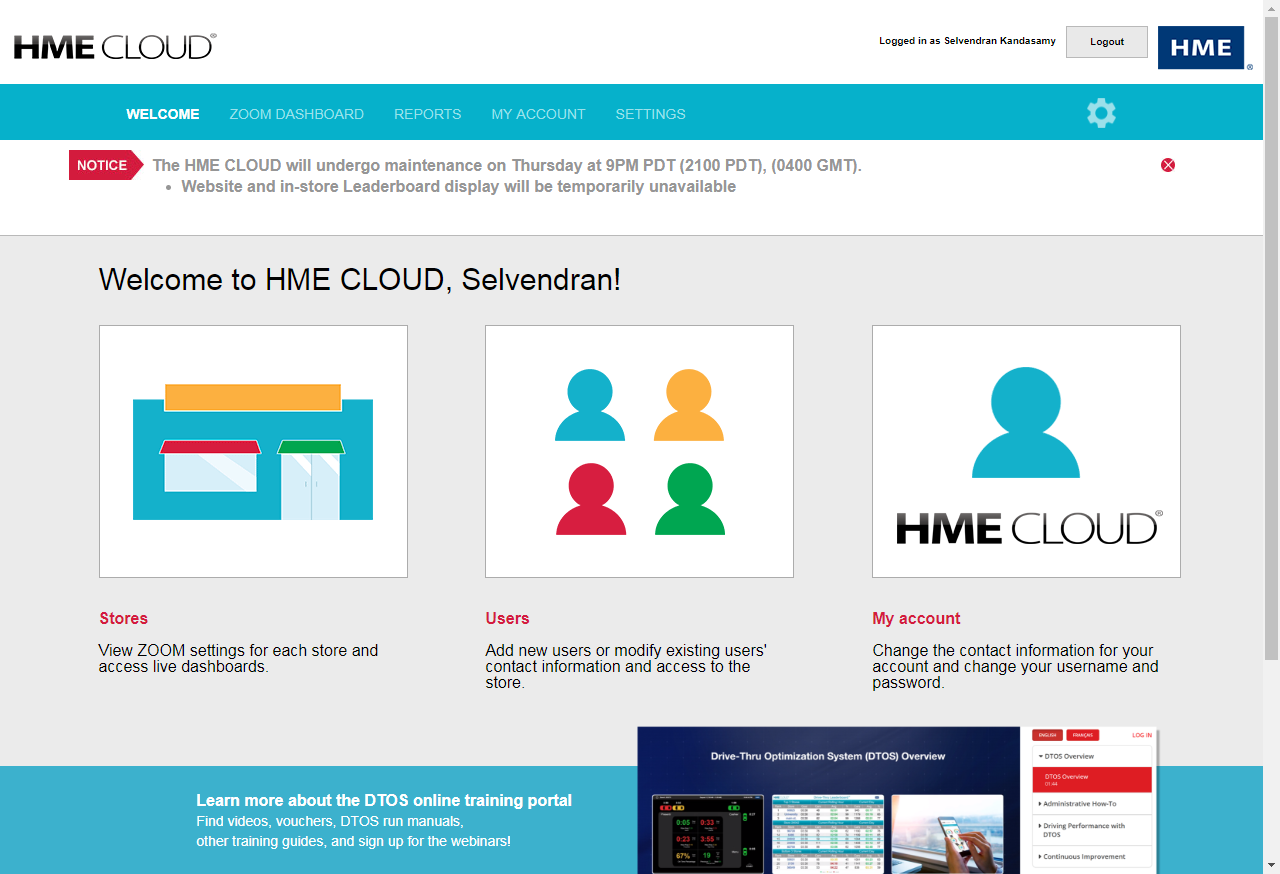 HME CLOUD®
Logged in as Selvendran Kandasamy
Logout
HME®
WELCOME
ZOOM DASHBOARD
REPORTS
MY ACCOUNT
SETTINGS
NOTICE
The HME CLOUD will undergo maintenance on Thursday at 9PM PDT (2100 PDT), (0400 GMT).
• Website and in-store Leaderboard display will be temporarily unavailable
Welcome to HME CLOUD, Selvendran!
HME CLOUD®
Stores
View ZOOM settings for each store and
access live dashboards.
Users
Add new users or modify existing users'
contact information and access to the
store.
My account
Change the contact information for your
account and change your username and
password.
Learn more about the DTOS online training portal
Find videos, vouchers, DTOS run manuals,
other training guides, and sign up for the webinars!
Drive-Thru Optimization System (DTOS) Overview
0:05
0:33
0:23
3:55
67%
19
ENGLISH
FRANÇAIS
LOG IN
DTOS Overview
DTOS Overview
01:44
Administrative How-To
Driving Performance with
DTOS
Continuous Improvement